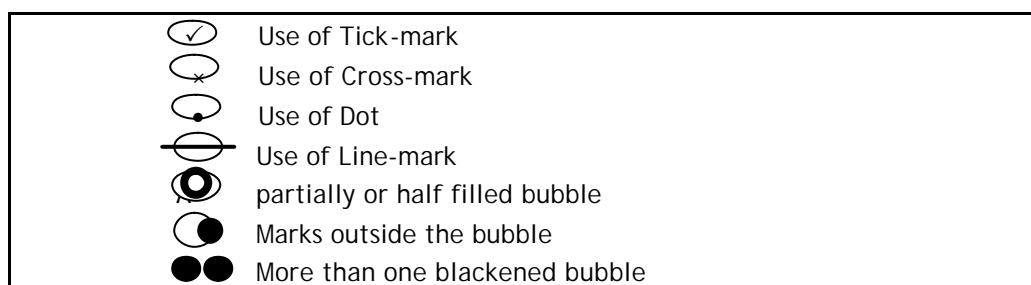 Use of Tick-mark
Use of Cross-mark
Use of Dot
Use of Line-mark
partially or half filled bubble
Marks outside the bubble
More than one blackened bubble